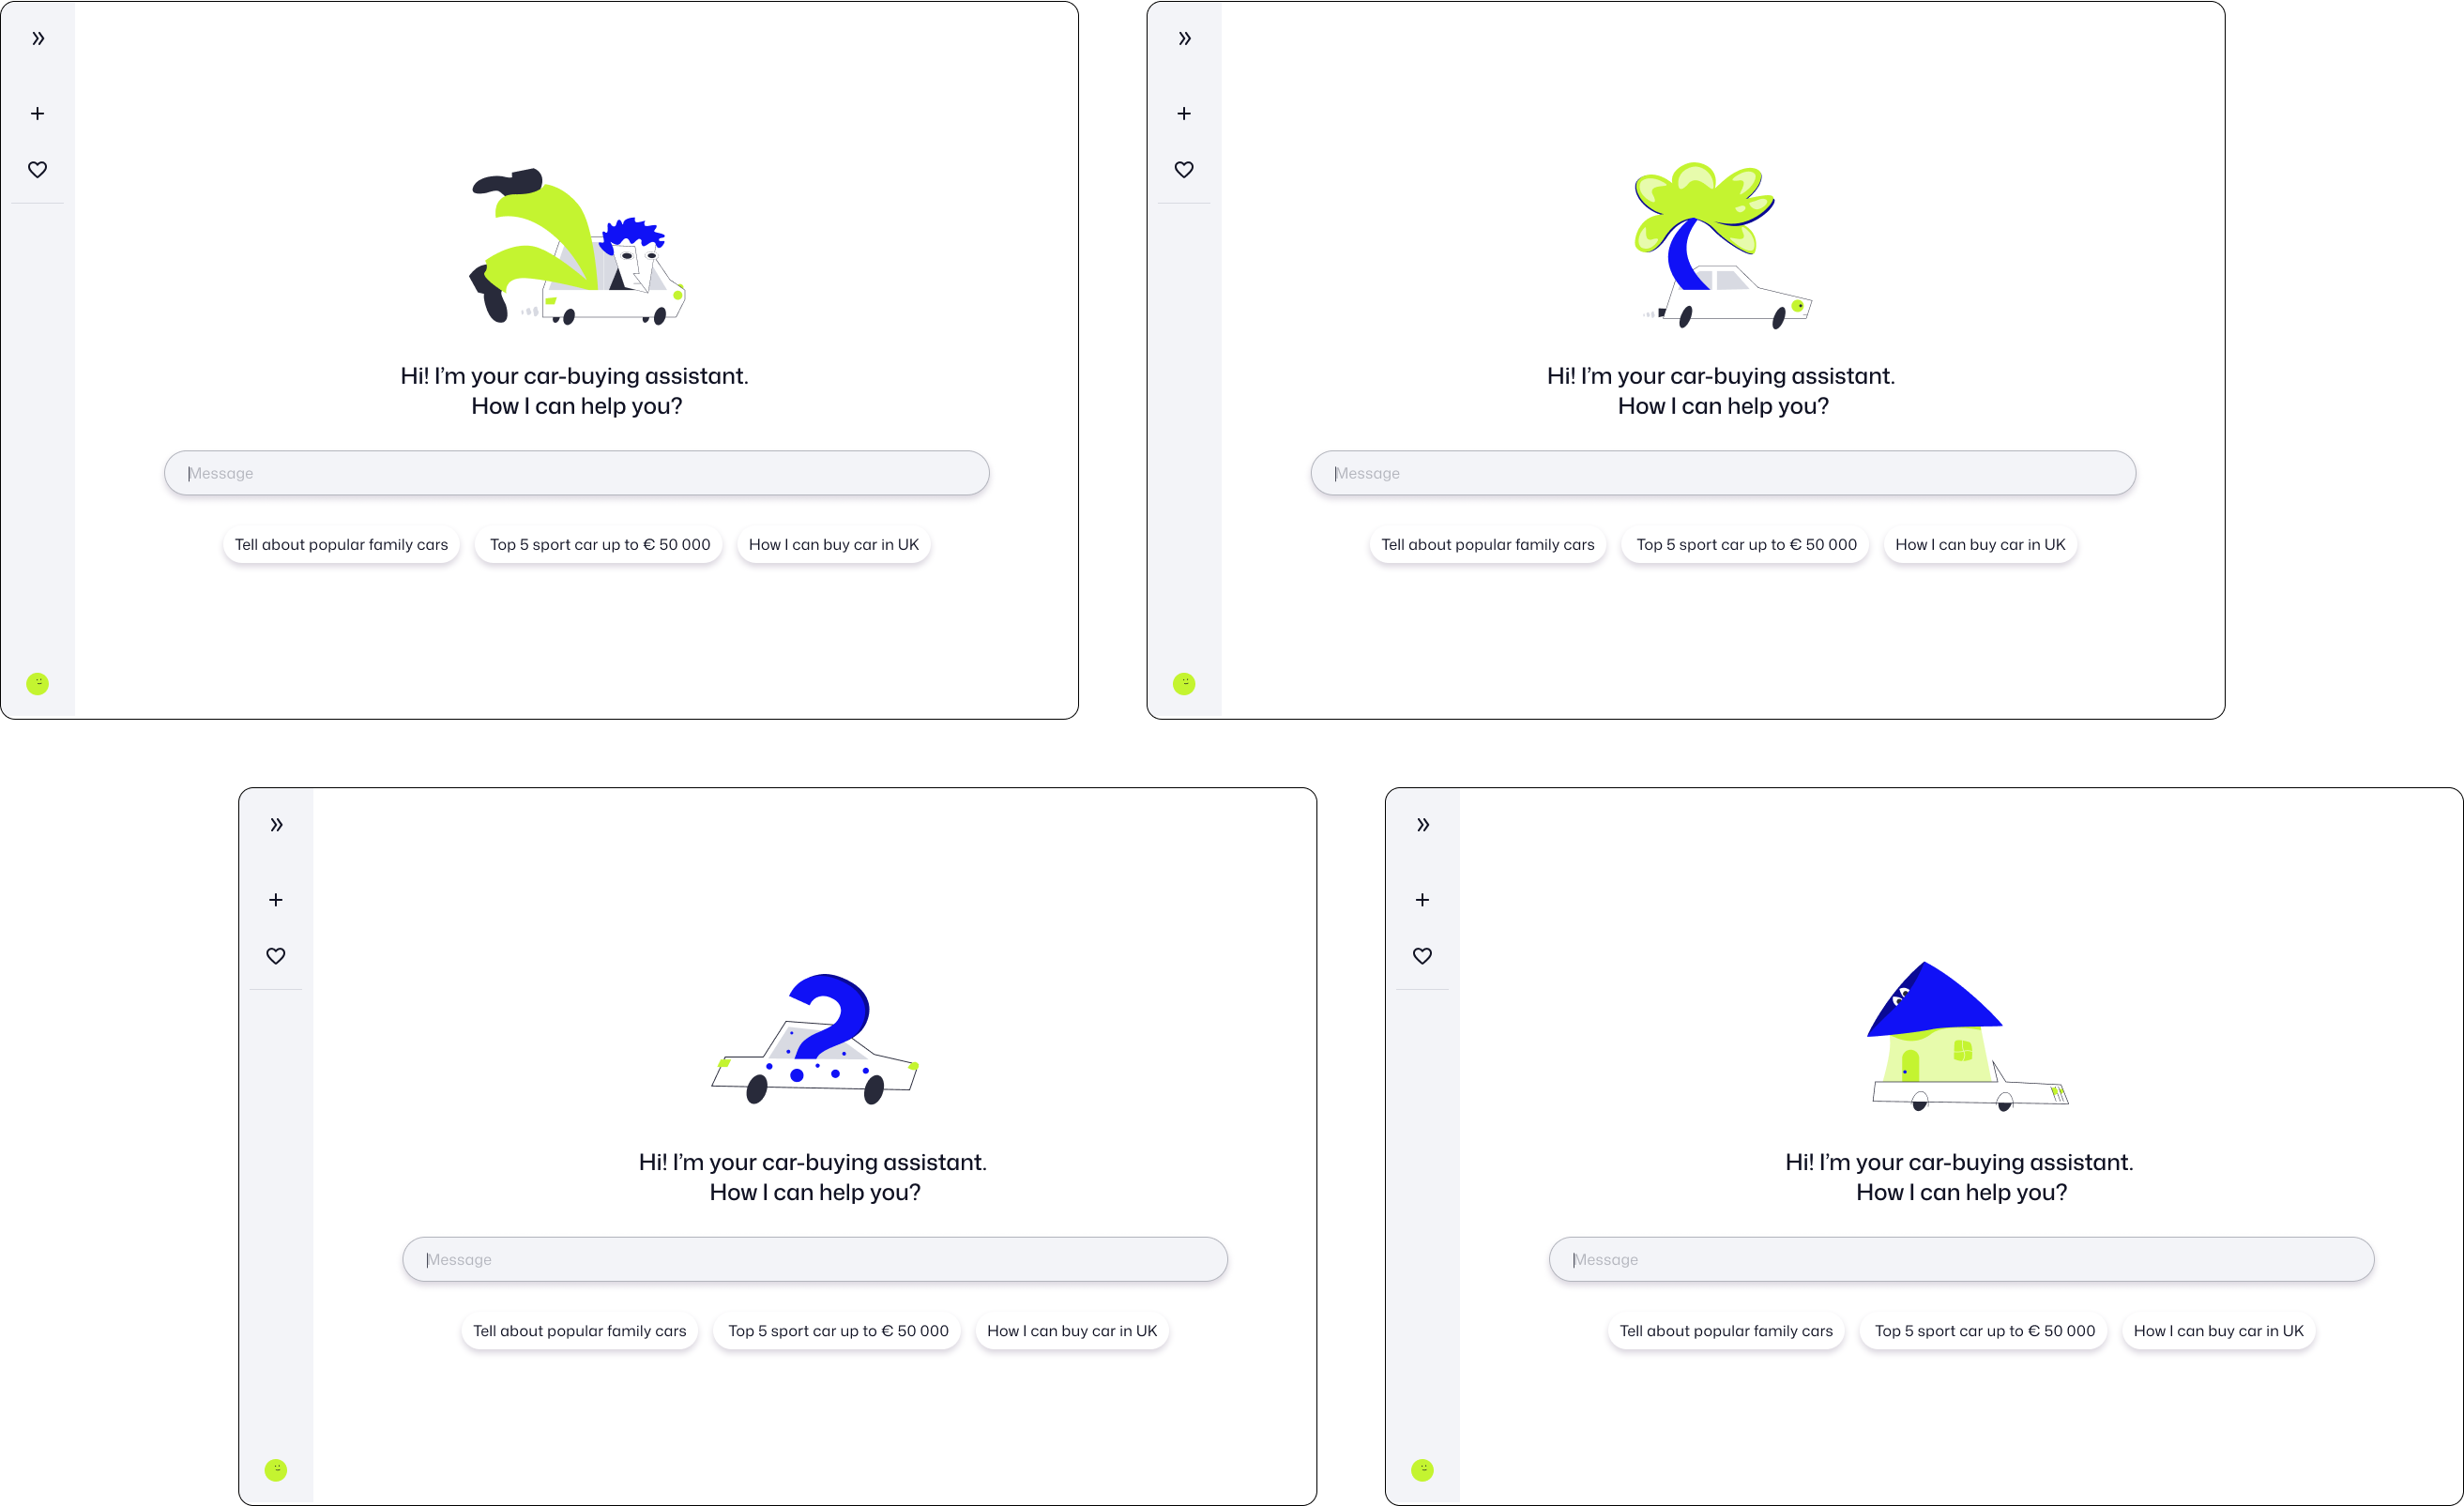 Hi! I’m your car-buying assistant.
How I can help you?
Message
Tell about popular family cars
Top 5 sport car up to € 50 000
How I can buy car in UK
Hi! I’m your car-buying assistant.
How I can help you?
Message
Tell about popular family cars
Top 5 sport car up to € 50 000
How I can buy car in UK
Hi! I’m your car-buying assistant.
How I can help you?
Message
Tell about popular family cars
Top 5 sport car up to € 50 000
How I can buy car in UK
Hi! I’m your car-buying assistant.
How I can help you?
Message
Tell about popular family cars
Top 5 sport car up to € 50 000
How I can buy car in UK